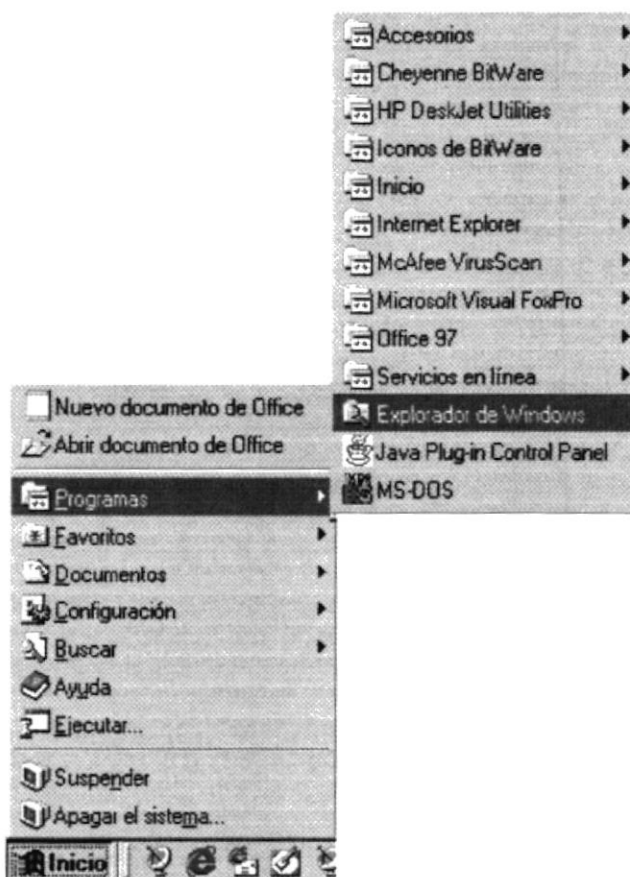 Accesorios
Cheyenne BitWare
HP DeskJet Utilities
Iconos de BitWare
Inicio
Internet Explorer
McAfee VirusScan
Microsoft Visual FoxPro
Office 97
Servicios en línea
Explorador de Windows
Java Plug-in Control Panel
MS-DOS
Nuevo documento de Office
Abrir documento de Office
Programas
Favoritos
Documentos
Configuración
Buscar
Ayuda
Ejecutar...
Suspender
Apagar el sistema...
Inicio